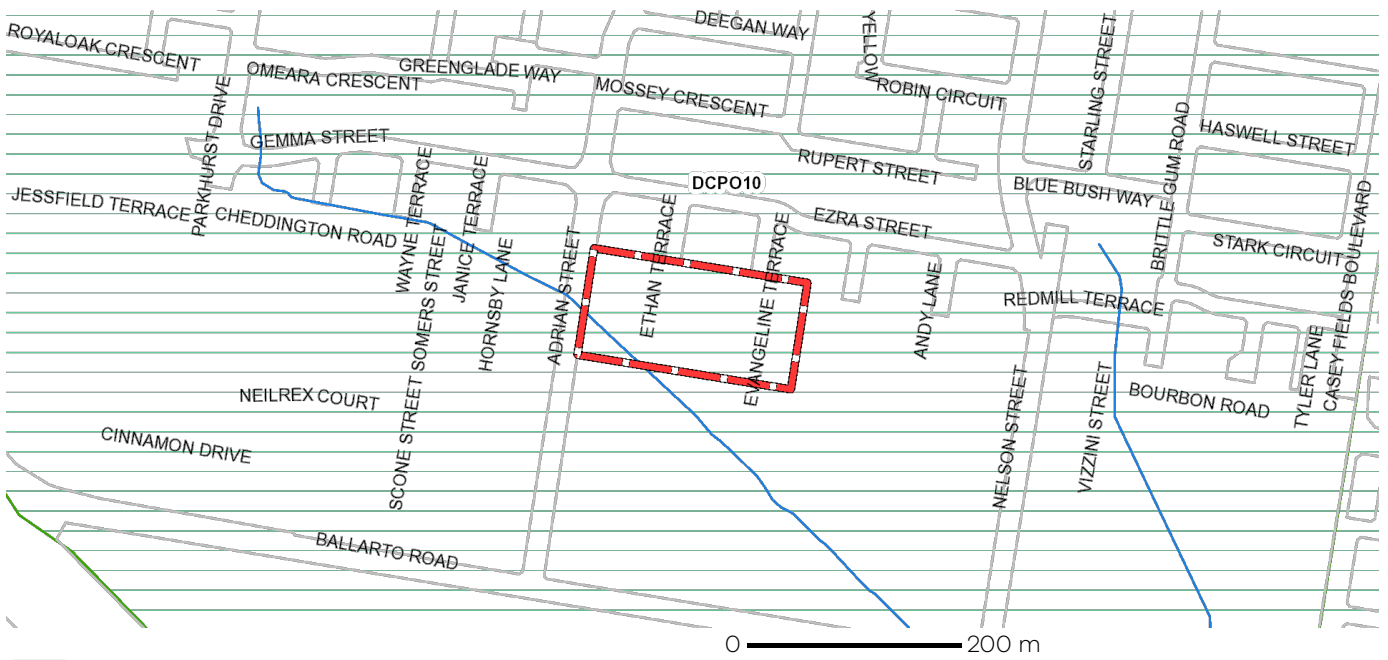 DEEGAN WAY
YELLOW
STARLING STREET
ROYALOAK CRESCENT
OMEARA CRESCENT
GREENGLADE WAY
MOSSEY CRESCENT
ROBIN CIRCUIT
PARKHURST DRIVE
GEMMA STREET
HASWELL STREET
RUPERT STREET
BRITTLE GUM ROAD
DCPO10
BLUE BUSH WAY
JESSFIELD TERRACE
CHEDDINGTON ROAD
WAYNE TERRACE
JANICE TERRACE
EZRA STREET
STARK CIRCUIT
CASEY FIELDS BOULEVARD
SOMERS STREET
HORNSBY LANE
ADRIAN STREET
ETHAN TERRACE
EVANGELINE TERRACE
ANDY LANE
REDMILL TERRACE
TYLER LANE
NEILREX COURT
SCONE STREET
BOURBON ROAD
CINNAMON DRIVE
NELSON STREET
VIZZINI STREET
BALLARTO ROAD
0 200 m